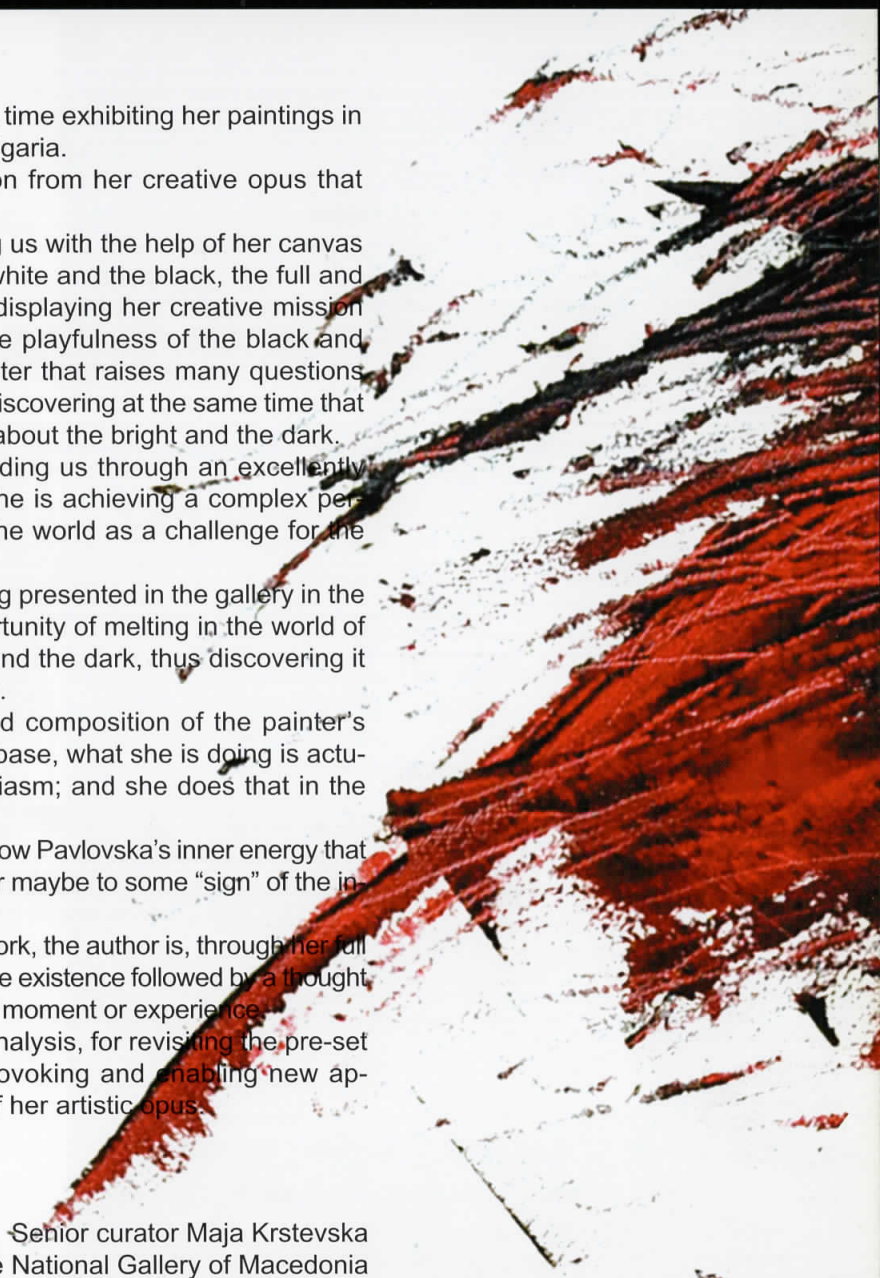 time exhibiting her paintings in
garia.
on from her creative opus that
g us with the help of her canvas
white and the black, the full and
displaying her creative mission
e playfulness of the black and
ter that raises many questions
iscovering at the same time that
about the bright and the dark.
ding us through an excellently
he is achieving a complex per-
he world as a challenge for the
g presented in the gallery in the
rtunity of melting in the world of
nd the dark, thus discovering it
.
d composition of the painter's
base, what she is doing is actu-
iasm; and she does that in the
ow Pavlovska's inner energy that
r maybe to some “sign” of the in-
ork, the author is, through her full
e existence followed by a thought,
moment or experience.
nalysis, for revisiting the pre-set
ovoking and enabling new ap-
f her artistic opus.
Senior curator Maja Krstevska
e National Gallery of Macedonia